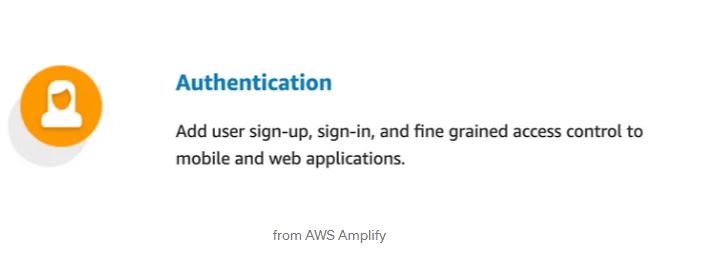 Authentication
Add user sign-up, sign-in, and fine grained access control to
mobile and web applications.
from AWS Amplify